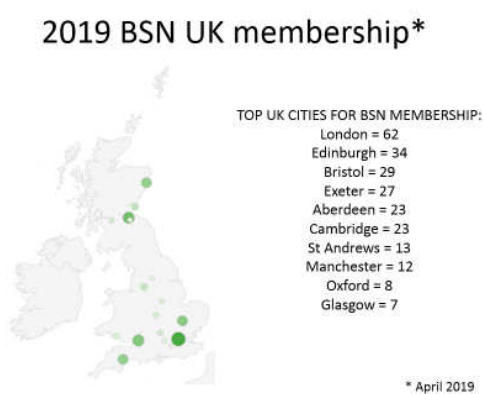 2019 BSN UK membership*
TOP UK CITIES FOR BSN MEMBERSHIP:
London = 62
Edinburgh = 34
Bristol = 29
Exeter = 27
Aberdeen = 23
Cambridge = 23
St Andrews = 13
Manchester = 12
Oxford = 8
Glasgow = 7
* April 2019